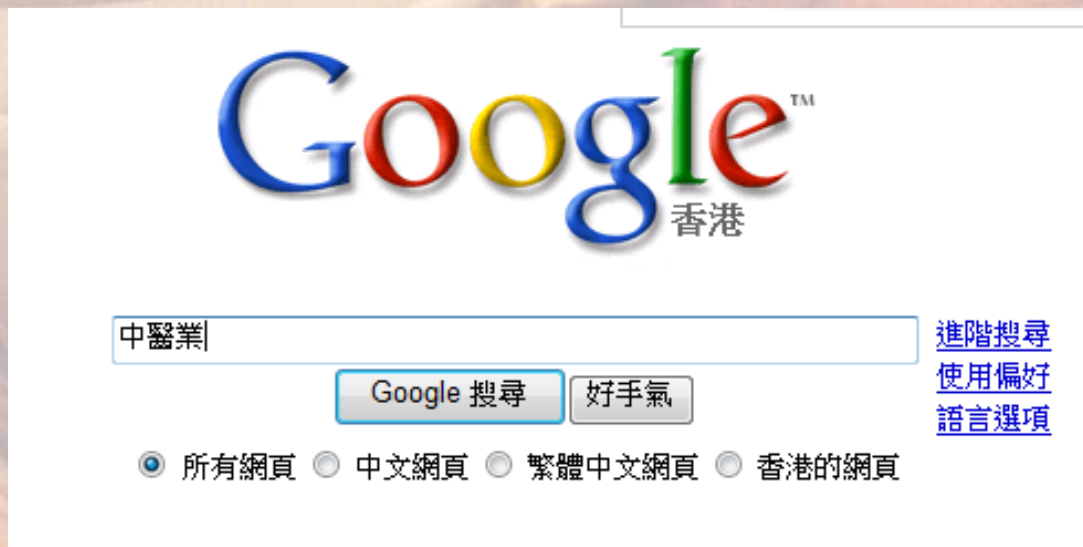 Google™
香港
中醫業
進階搜尋
使用偏好
語言選項
Google 搜尋 好手氣
所有網頁 中文網頁 繁體中文網頁 香港的網頁